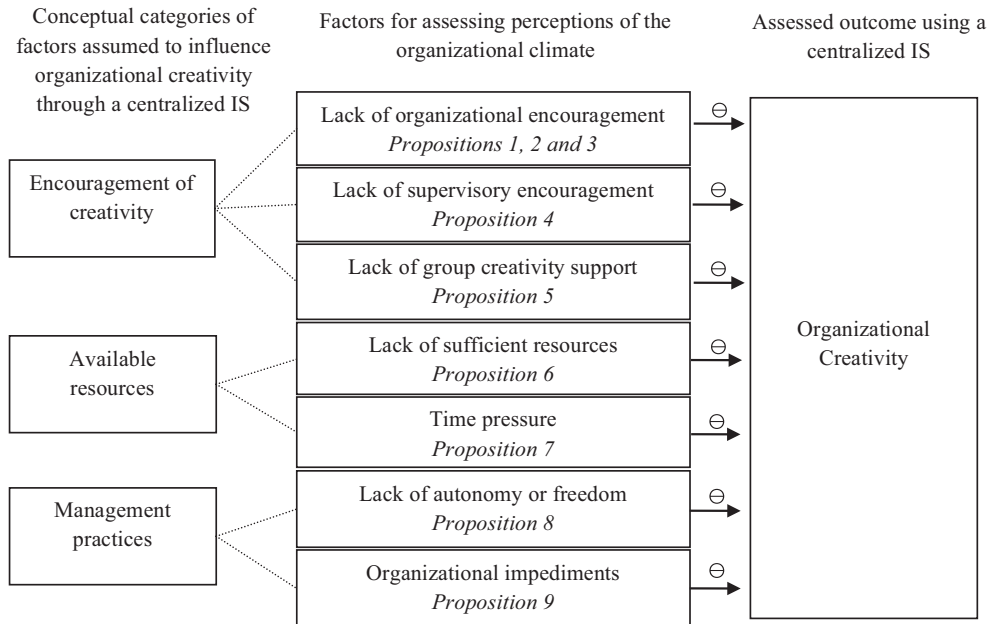 Conceptual categories of
factors assumed to influence
organizational creativity
through a centralized IS
Factors for assessing perceptions of the
organizational climate
Assessed outcome using a
centralized IS
Encouragement of
creativity
Lack of organizational encouragement
Propositions 1, 2 and 3
⊖
Lack of supervisory encouragement
Proposition 4
⊖
Lack of group creativity support
Proposition 5
⊖
Available
resources
Lack of sufficient resources
Proposition 6
⊖
Time pressure
Proposition 7
⊖
Management
practices
Lack of autonomy or freedom
Proposition 8
⊖
Organizational impediments
Proposition 9
⊖
Organizational
Creativity